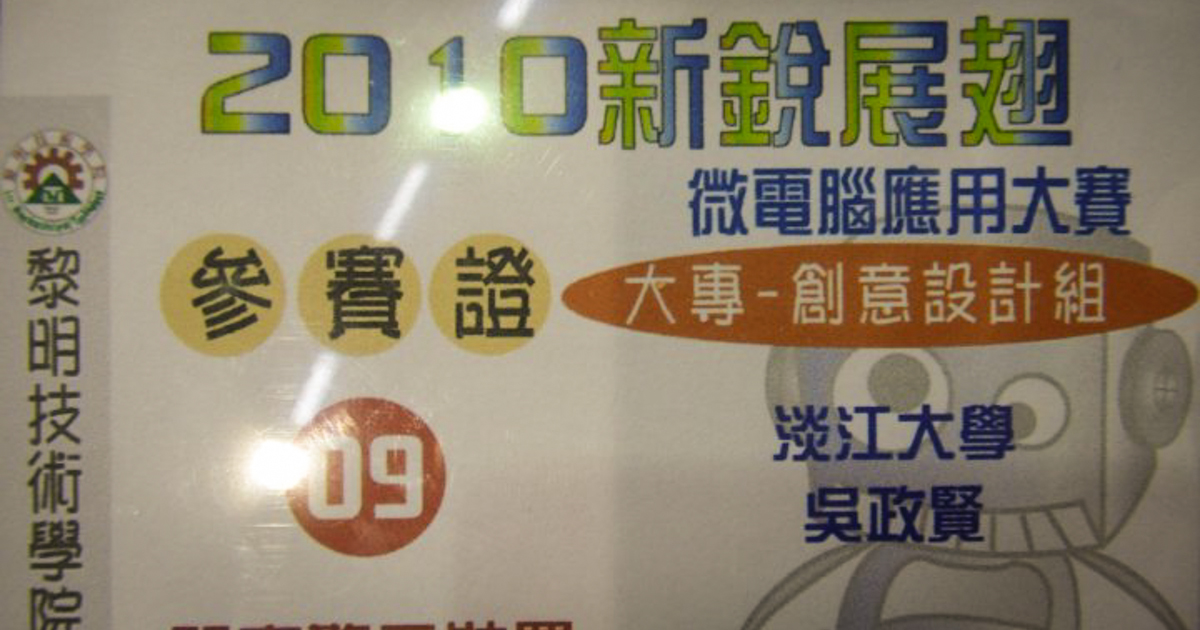 2010新銳展翅
微電腦應用大賽
參賽證
大專-創意設計組
09
淡江大學
吳政賢
黎明技術學院